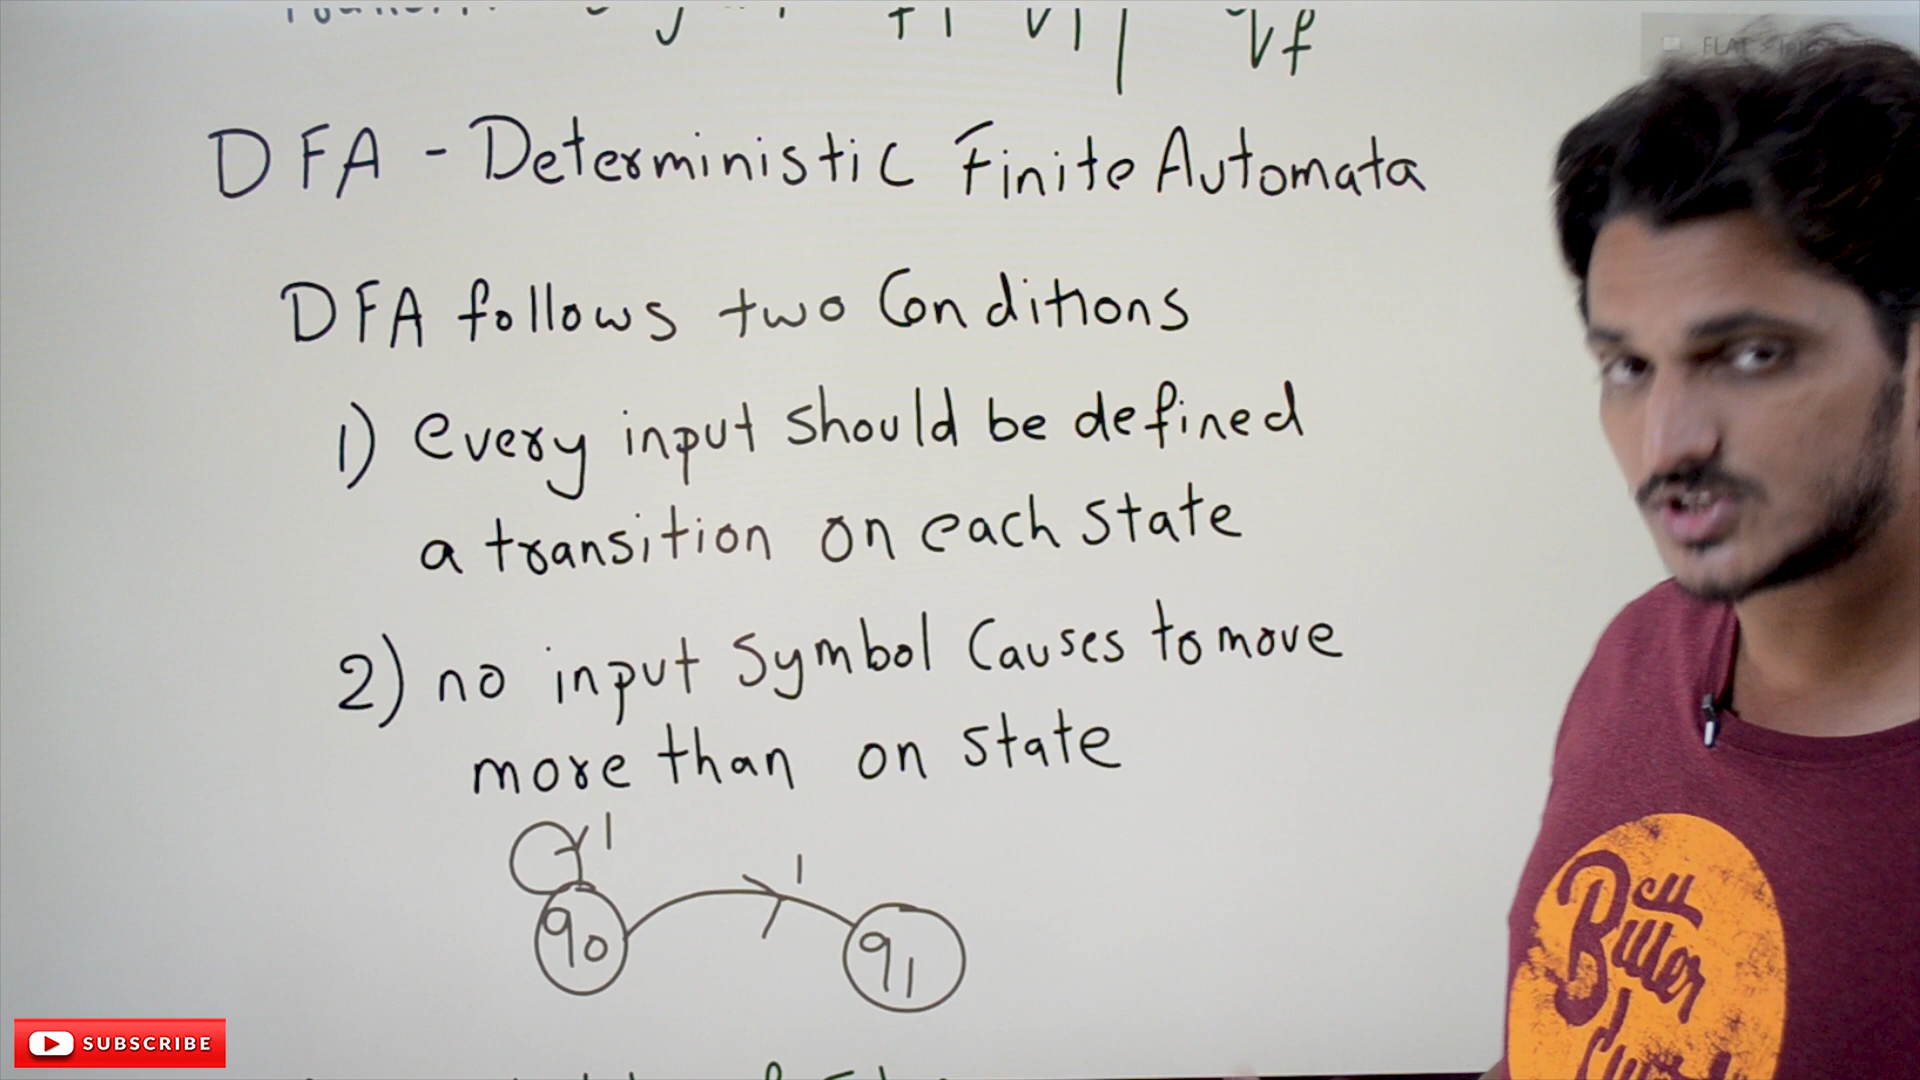 FLAT
DFA - Deterministic Finite Automata
DFA follows two Conditions
1) every input should be defined
a transition on each state
2) no input Symbol Causes to move
more than on state
1
1
q0
q1
SUBSCRIBE